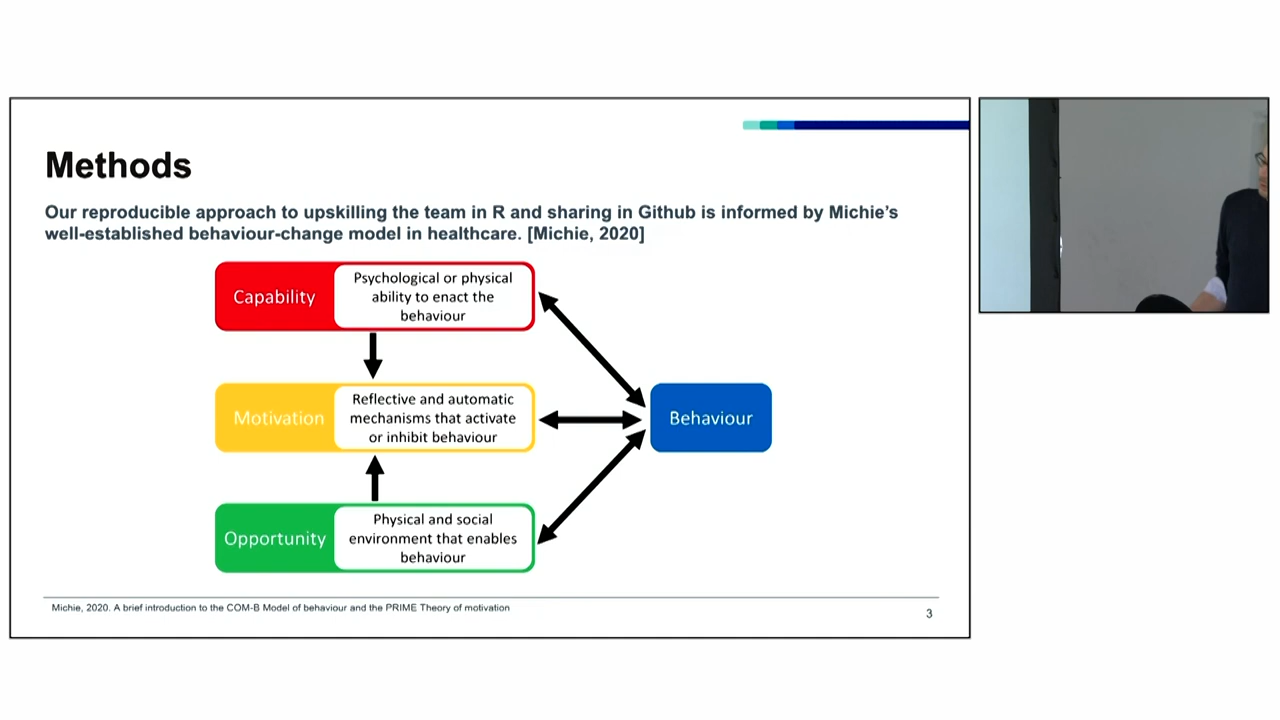 Methods
Our reproducible approach to upskilling the team in R and sharing in Github is informed by Michie’s
well-established behaviour-change model in healthcare. [Michie, 2020]
Capability
Psychological or physical
ability to enact the
behaviour
Motivation
Reflective and automatic
mechanisms that activate
or inhibit behaviour
Behaviour
Opportunity
Physical and social
environment that enables
behaviour
Michie, 2020. A brief introduction to the COM-B Model of behaviour and the PRIME Theory of motivation
3